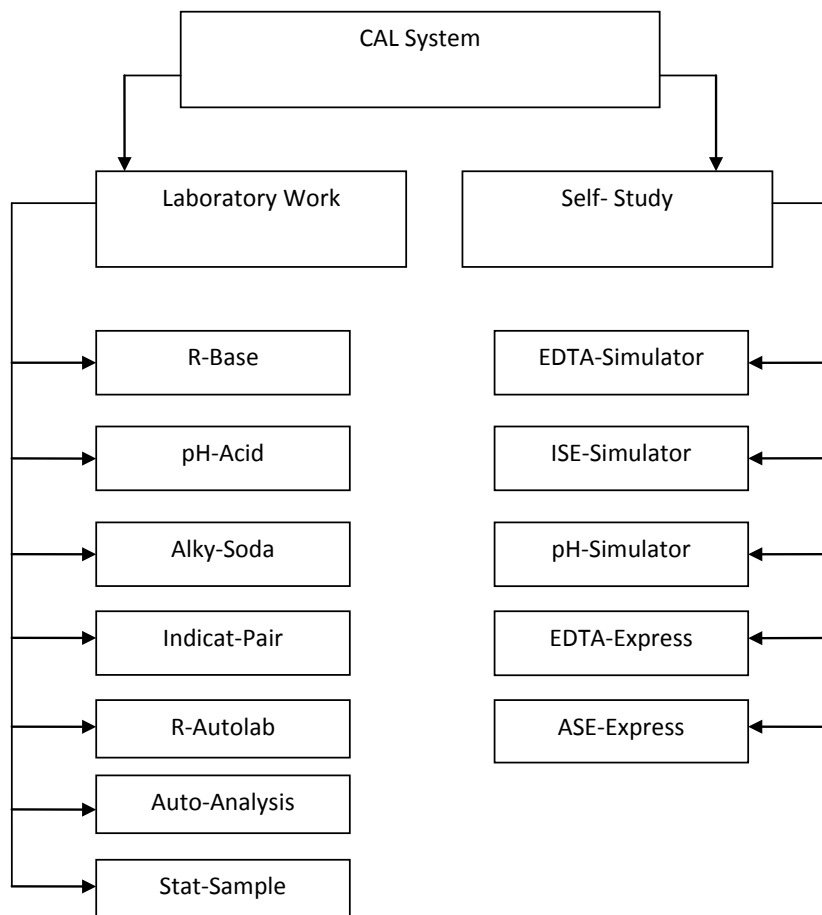 CAL System
Laboratory Work
Self- Study
R-Base
EDTA-Simulator
pH-Acid
ISE-Simulator
Alky-Soda
pH-Simulator
Indicat-Pair
EDTA-Express
R-Autolab
ASE-Express
Auto-Analysis
Stat-Sample